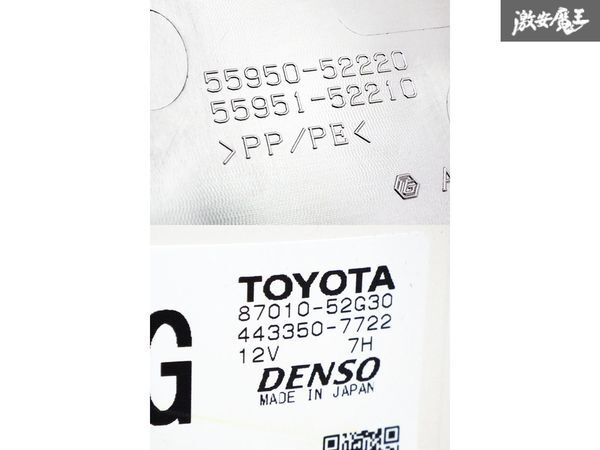 激安魔王
55950-52220
55951-52210
>PP/PE<
TG
TOYOTA
87010-52G30
443350-7722
12V 7H
DENSO
MADE IN JAPAN
G